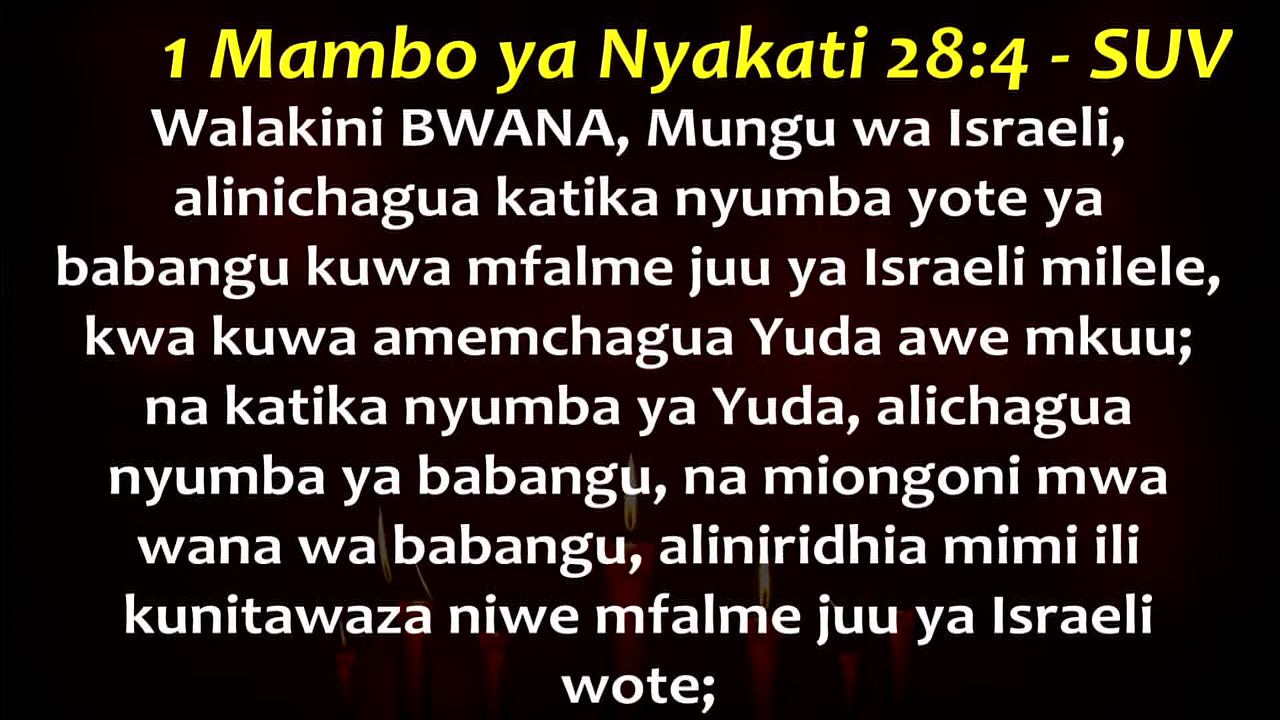 1 Mambo ya Nyakati 28:4 - SUV
Walakini BWANA, Mungu wa Israeli,
alinichagua katika nyumba yote ya
babangu kuwa mfalme juu ya Israeli milele,
kwa kuwa amemchagua Yuda awe mkuu;
na katika nyumba ya Yuda, alichagua
nyumba ya babangu, na miongoni mwa
wana wa babangu, aliniridhia mimi ili
kunitawaza niwe mfalme juu ya Israeli
wote;